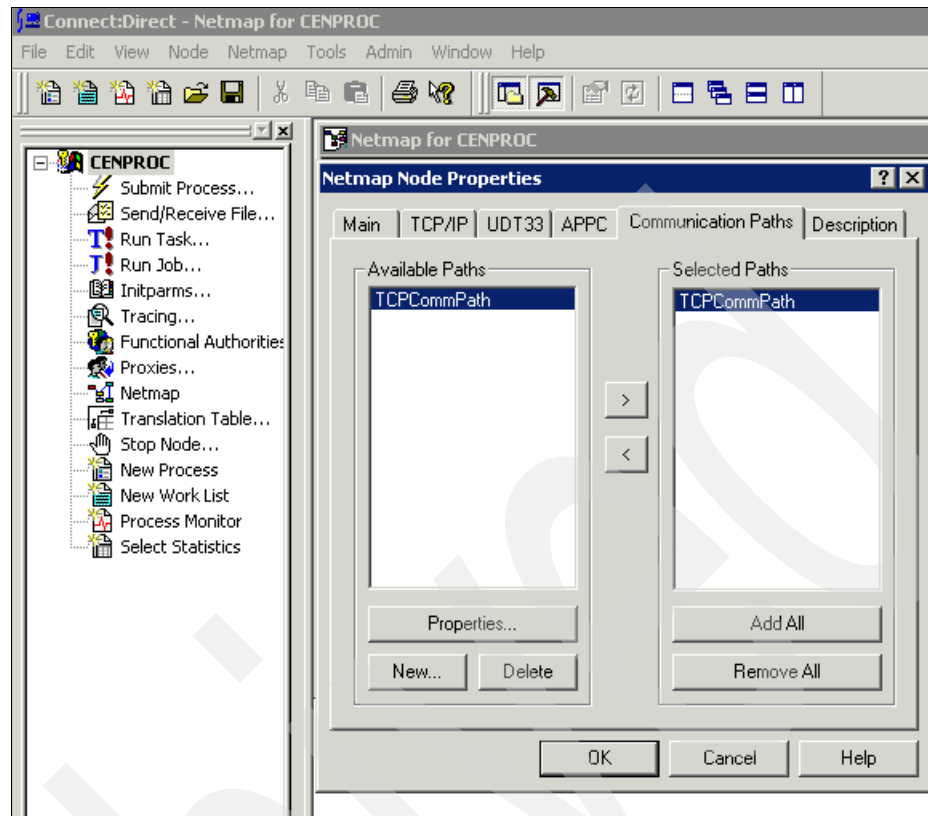 Connect:Direct - Netmap for CENPROC
File Edit View Node Netmap Tools Admin Window Help
CENPROC
Submit Process...
Send/Receive File...
Run Task...
Run Job...
Initparms...
Tracing...
Functional Authorities
Proxies...
Netmap
Translation Table...
Stop Node...
New Process
New Work List
Process Monitor
Select Statistics
Netmap for CENPROC
Netmap Node Properties
Main TCP/IP UDT33 APPC Communication Paths Description
Available Paths
TCPCommPath
Properties...
New... Delete
Selected Paths
TCPCommPath
Add All
Remove All
> 
<
OK Cancel Help